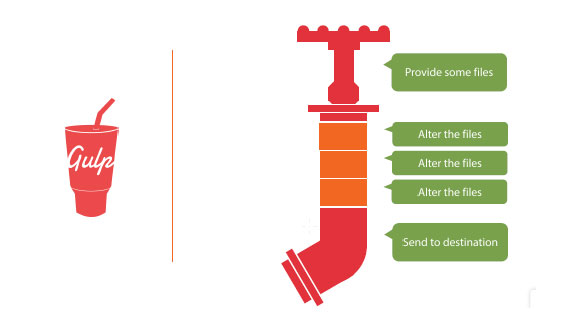 Gulp
Provide some files
Alter the files
Alter the files
Alter the files
Send to destination